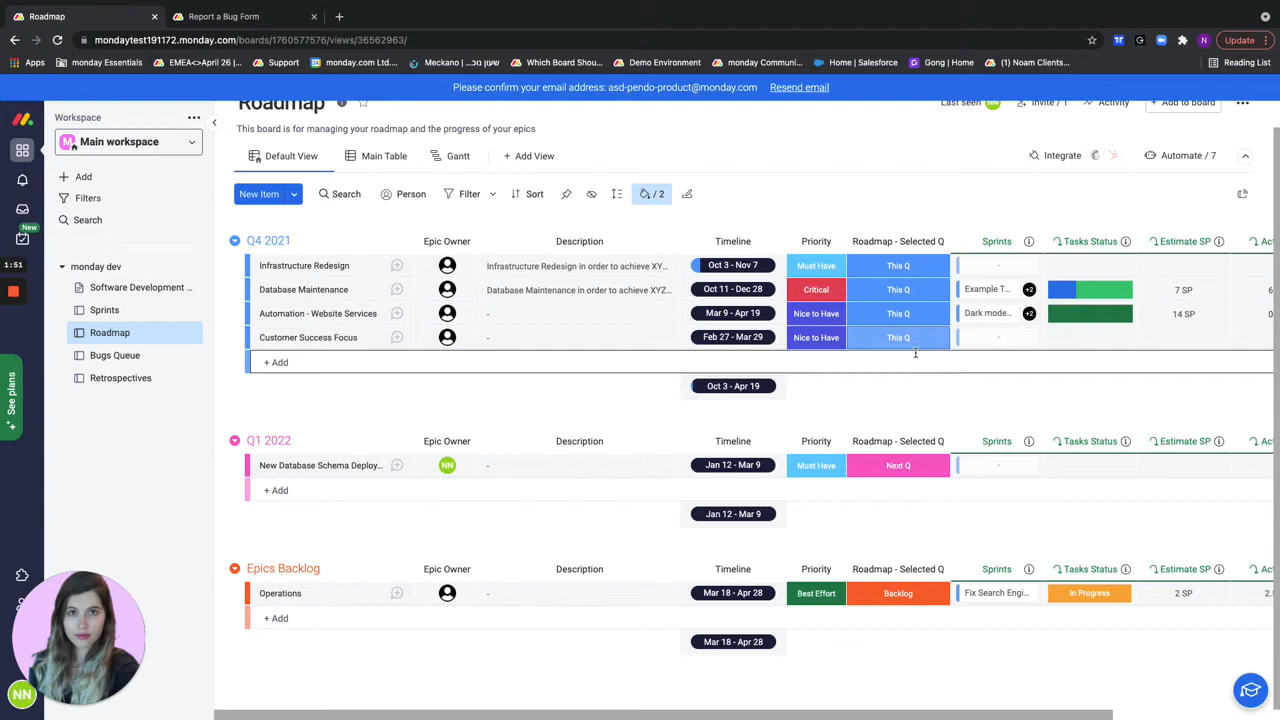 Roadmap
Report a Bug Form
mondaytest191172.monday.com/boards/1760577576/views/36562963/
N
Update
Apps
monday Essentials
EMEA<>April 26 |...
Support
monday.com Ltd....
Which Board Shou...
Demo Environment
monday Communi...
Home | Salesforce
Gong | Home
(1) Noam Clients...
Reading List
Please confirm your email address: asd-pendo-product@monday.com Resend email
Workspace
M
Main workspace
Add
Filters
Search
New
1:51
monday dev
Software Development ...
Sprints
Roadmap
Bugs Queue
Retrospectives
See plans
NN
Roadmap
Last seen NN
Invite / 1
Activity
+ Add to board
This board is for managing your roadmap and the progress of your epics
Default View
Main Table
Gantt
+ Add View
Integrate
Automate / 7
New Item
Search
Person
Filter
Sort
/ 2
Q4 2021 Epic Owner Description Timeline Priority Roadmap - Selected Q Sprints Tasks Status Estimate SP Ac
Infrastructure Redesign Infrastructure Redesign in order to achieve XY... Oct 3 - Nov 7 Must Have This Q -
Database Maintenance Database Maintenance in order to achieve XYZ... Oct 11 - Dec 28 Critical This Q Example T... +2 7 SP 6
Automation - Website Services - Mar 9 - Apr 19 Nice to Have This Q Dark mode... +2 14 SP 0
Customer Success Focus - Feb 27 - Mar 29 Nice to Have This Q -
+ Add
Oct 3 - Apr 19
Q1 2022 Epic Owner Description Timeline Priority Roadmap - Selected Q Sprints Tasks Status Estimate SP Ac
New Database Schema Deploy... NN - Jan 12 - Mar 9 Must Have Next Q -
+ Add
Jan 12 - Mar 9
Epics Backlog Epic Owner Description Timeline Priority Roadmap - Selected Q Sprints Tasks Status Estimate SP Ac
Operations - Mar 18 - Apr 28 Best Effort Backlog Fix Search Engi... In Progress 2 SP 2.
+ Add
Mar 18 - Apr 28